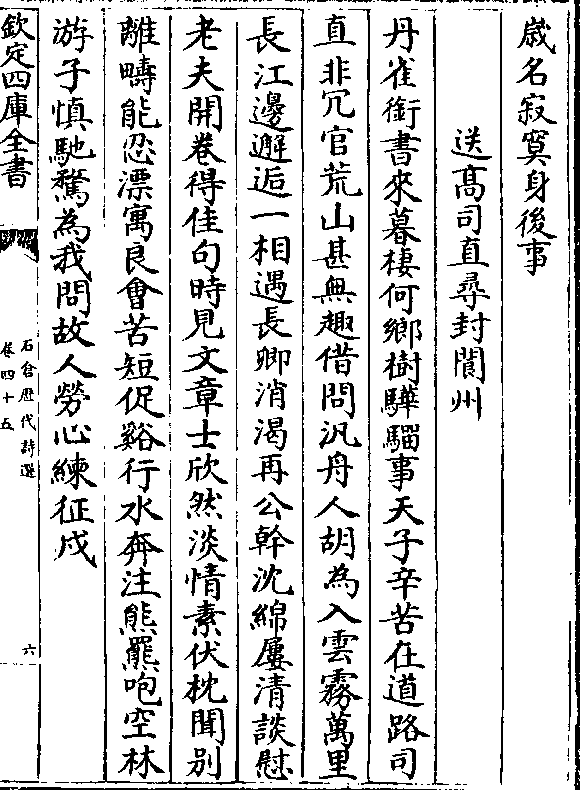 歳名寂寞身後事
送髙司直尋封閬州
丹雀銜書來暮棲何鄉樹驊騮事天子辛苦在道路司
直非冗官荒山甚無趣借問汎舟人胡為入雲霧萬里
長江邊邂逅一相遇長卿消渴再公幹沈綿屢清談慰
老夫開卷得佳句時見文章士欣然淡情素伏枕聞别
離疇能忍漂寓良會苦短促谿行水奔注熊羆咆空林
游子慎馳騖為我問故人勞心練征戍
欽定四庫全書
石倉歴代詩選
卷四十五
六